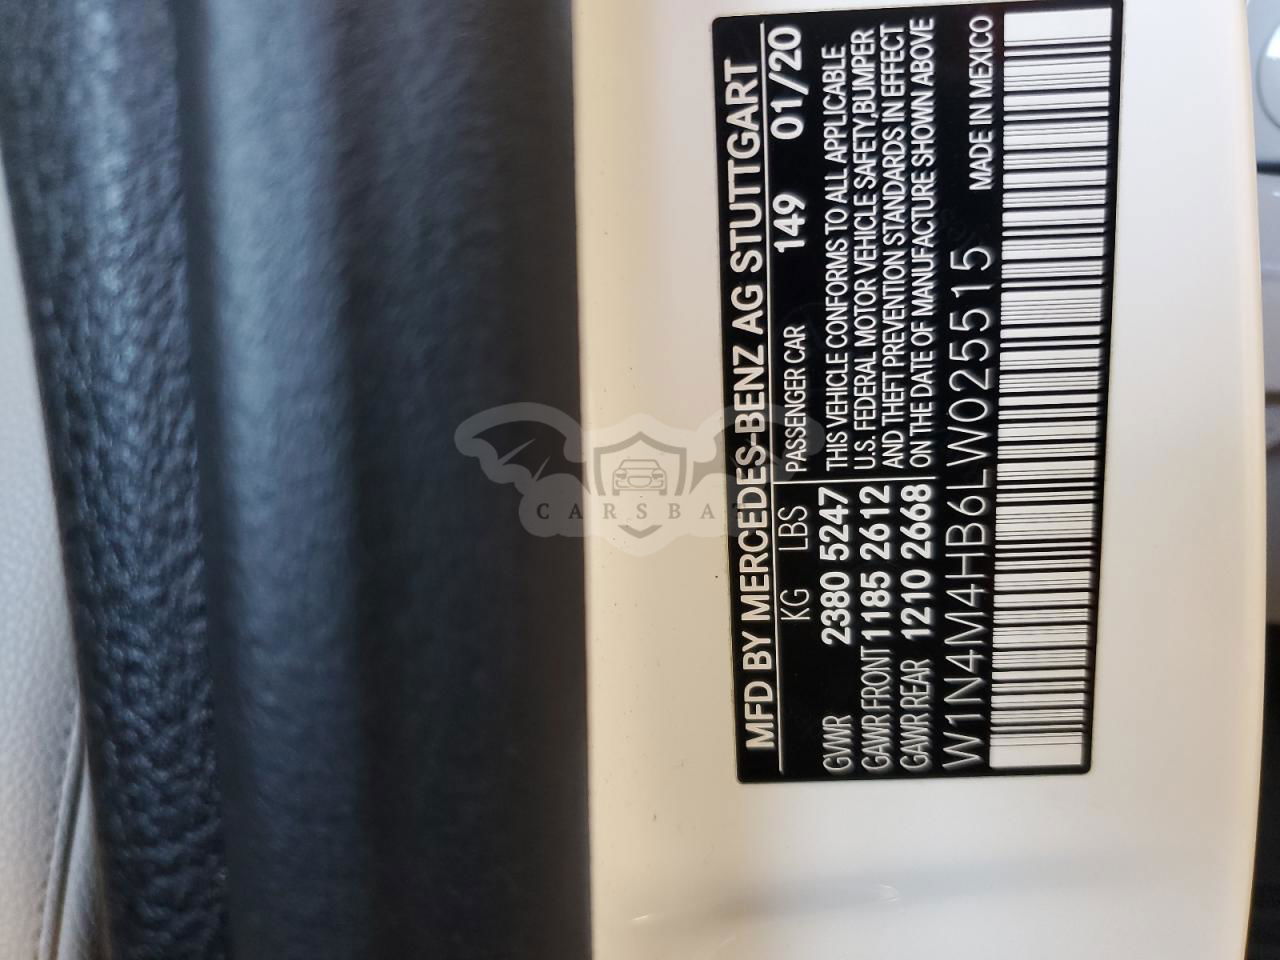 MFD BY MERCEDES-BENZ AG STUTTGART
KG LBS PASSENGER CAR 149 01/20
GVWR 2380 5247 THIS VEHICLE CONFORMS TO ALL APPLICABLE
GAWR FRONT 1185 2612 U.S. FEDERAL MOTOR VEHICLE SAFETY,BUMPER
AND THEFT PREVENTION STANDARDS IN EFFECT
GAWR REAR 1210 2668 ON THE DATE OF MANUFACTURE SHOWN ABOVE
W1N4M4HB6LW025515 MADE IN MEXICO
CARSBAT